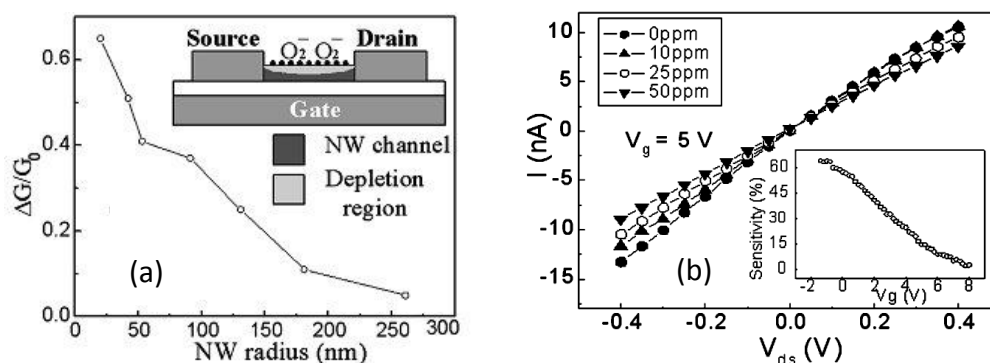 0.6
0.4
0.2
0.0
ΔG/G₀
0 50 100 150 200 250 300
NW radius (nm)
Source O₂⁻ O₂⁻ Drain
Gate
NW channel
Depletion
region
(a)
(b)
10
5
0
-5
-10
-15
I (nA)
0ppm
10ppm
25ppm
50ppm
V_g = 5 V
-0.4 -0.2 0.0 0.2 0.4
V_ds (V)
Sensitivity (%)
60
45
30
15
0
-2 0 2 4 6 8
Vg (V)